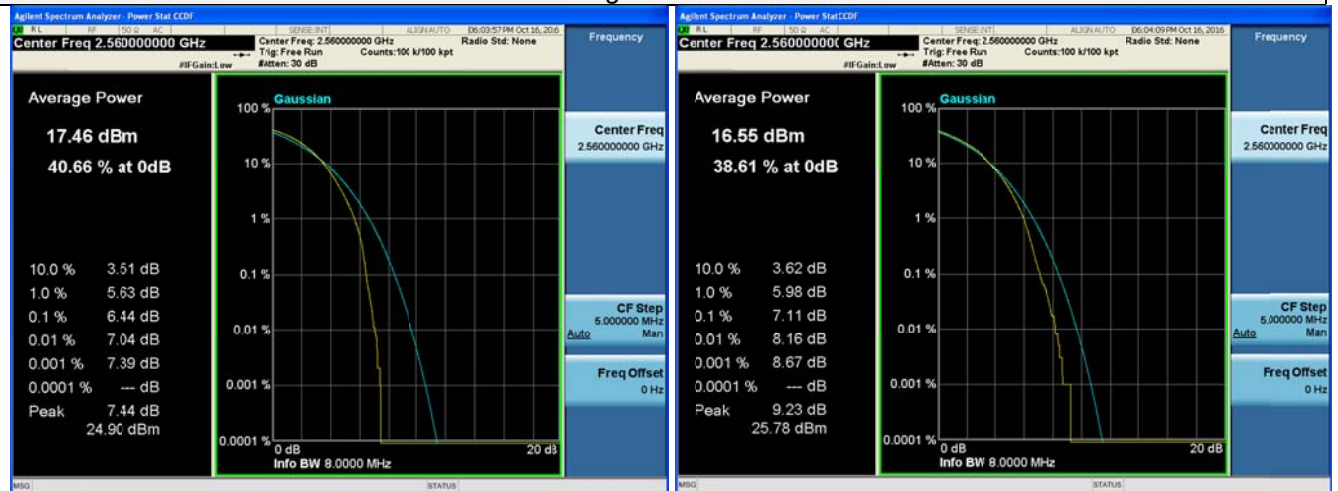 Agilent Spectrum Analyzer - Power Stat CCDF
RL RF 50 Ω AC SENSE:INT ALIGN AUTO 06:03:57 PM Oct 16, 2016
Center Freq 2.560000000 GHz
Center Freq: 2.560000000 GHz
Radio Std: None
Trig: Free Run Counts:100 k/100 kpt
#IFGain:Low #Atten: 30 dB
Frequency
Average Power
17.46 dBm
40.66 % at 0dB
10.0 % 3.51 dB
1.0 % 5.63 dB
0.1 % 6.44 dB
0.01 % 7.04 dB
0.001 % 7.39 dB
0.0001 % --- dB
Peak 7.44 dB
24.90 dBm
Gaussian
100 %
10 %
1 %
0.1 %
0.01 %
0.001 %
0.0001 %
0 dB 20 dB
Info BW 8.0000 MHz
Center Freq
2.560000000 GHz
CF Step
5.000000 MHz
Auto Man
Freq Offset
0 Hz
MSG STATUS
Agilent Spectrum Analyzer - Power Stat CCDF
RL RF 50 Ω AC SENSE:INT ALIGN AUTO 06:04:09 PM Oct 16, 2016
Center Freq 2.560000000 GHz
Center Freq: 2.560000000 GHz
Radio Std: None
Trig: Free Run Counts:100 k/100 kpt
#IFGain:Low #Atten: 30 dB
Frequency
Average Power
16.55 dBm
38.61 % at 0dB
10.0 % 3.62 dB
1.0 % 5.98 dB
0.1 % 7.11 dB
0.01 % 8.16 dB
0.001 % 8.67 dB
0.0001 % --- dB
Peak 9.23 dB
25.78 dBm
Gaussian
100 %
10 %
1 %
0.1 %
0.01 %
0.001 %
0.0001 %
0 dB 20 dB
Info BW 8.0000 MHz
Center Freq
2.560000000 GHz
CF Step
5.000000 MHz
Auto Man
Freq Offset
0 Hz
MSG STATUS